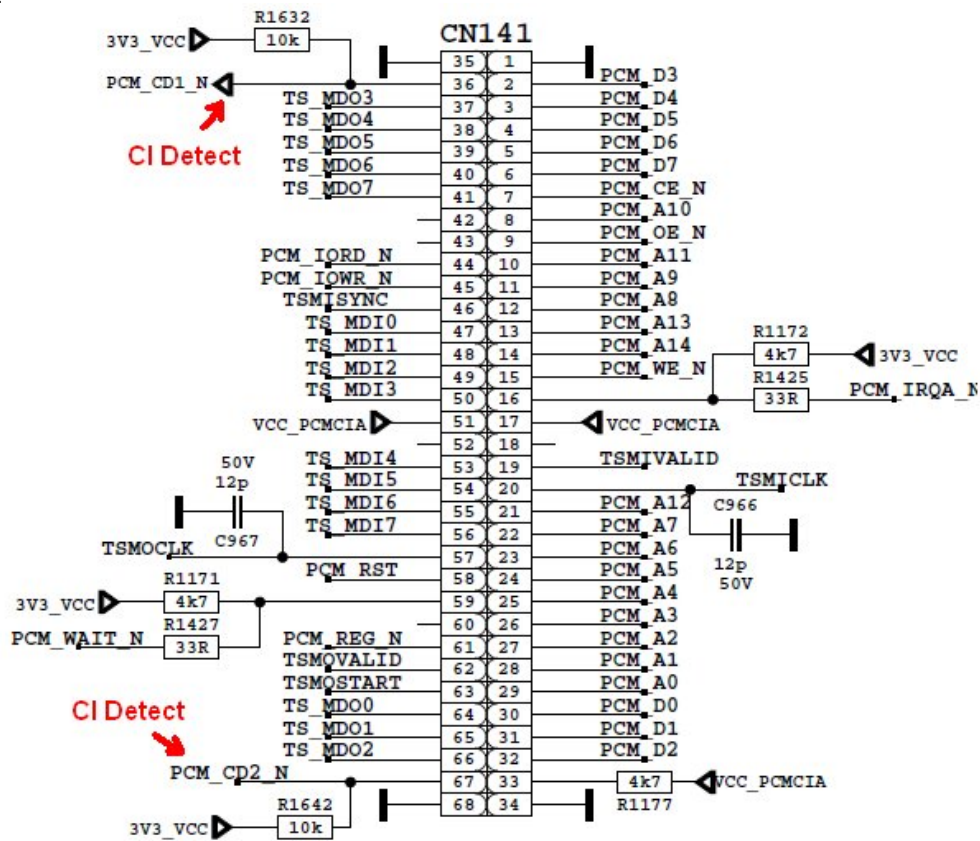 CN141
R1632
3V3_VCC 10k
35 1
PCM_CD1_N 36 2 PCM_D3
CI Detect
TS_MDO3 37 3 PCM_D4
TS_MDO4 38 4 PCM_D5
TS_MDO5 39 5 PCM_D6
TS_MDO6 40 6 PCM_D7
TS_MDO7 41 7 PCM_CE_N
42 8 PCM_A10
43 9 PCM_OE_N
PCM_IORD_N 44 10 PCM_A11
PCM_IOWR_N 45 11 PCM_A9
TSMISYNC 46 12 PCM_A8
TS_MDI0 47 13 PCM_A13
TS_MDI1 48 14 PCM_A14
TS_MDI2 49 15 PCM_WE_N
TS_MDI3 50 16
R1172
4k7 3V3_VCC
R1425
33R PCM_IRQA_N
VCC_PCMCIA 51 17 VCC_PCMCIA
52 18
TS_MDI4 53 19 TSMIVALID
TS_MDI5 54 20 TSMICLK
TS_MDI6 55 21 PCM_A12
TS_MDI7 56 22 PCM_A7
50V
12p
C967
C966
12p
50V
TSMOCLK 57 23 PCM_A6
PCM_RST 58 24 PCM_A5
R1171
3V3_VCC 4k7 59 25 PCM_A4
R1427
60 26 PCM_A3
PCM_WAIT_N 33R
PCM_REG_N 61 27 PCM_A2
TSMOVALID 62 28 PCM_A1
TSMOSTART 63 29 PCM_A0
CI Detect
TS_MDO0 64 30 PCM_D0
TS_MDO1 65 31 PCM_D1
TS_MDO2 66 32 PCM_D2
PCM_CD2_N 67 33 4k7 VCC_PCMCIA
R1177
68 34
R1642
3V3_VCC 10k